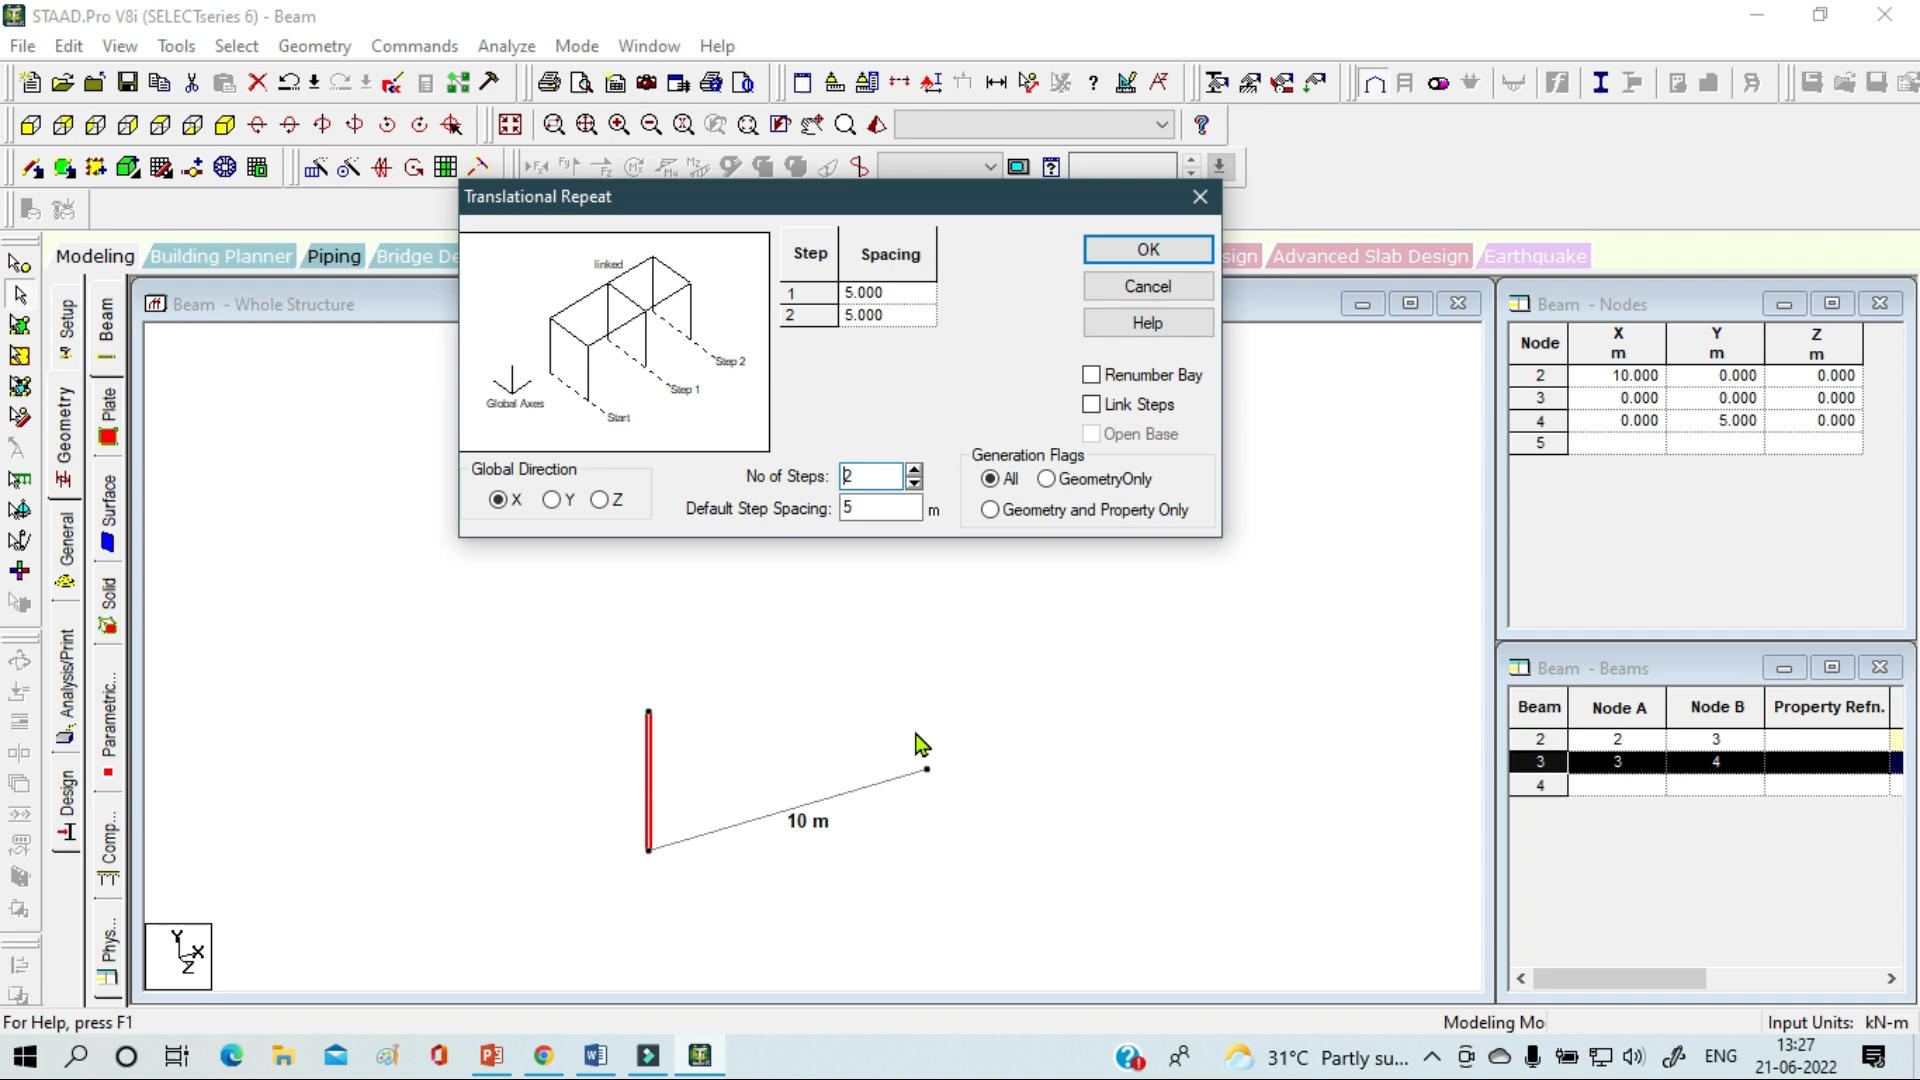 STAAD.Pro V8i (SELECTseries 6) - Beam
File Edit View Tools Select Geometry Commands Analyze Mode Window Help
Modeling Building Planner Piping Bridge De
sign Advanced Slab Design Earthquake
Setup
Geometry
General
Analysis/Print
Design
Beam
Plate
Surface
Solid
Parametric...
Comp...
Phys...
Beam - Whole Structure
Translational Repeat
linked
Step 2
Step 1
Start
Global Axes
Step Spacing
1 5.000
2 5.000
OK
Cancel
Help
Renumber Bay
Link Steps
Open Base
Global Direction
X Y Z
No of Steps: 2
Default Step Spacing: 5 m
Generation Flags
All GeometryOnly
Geometry and Property Only
10 m
Y
X
Z
Beam - Nodes
Node X m Y m Z m
2 10.000 0.000 0.000
3 0.000 0.000 0.000
4 0.000 5.000 0.000
5
Beam - Beams
Beam Node A Node B Property Refn.
2 2 3
3 3 4
4
For Help, press F1
Modeling Mo
Input Units: kN-m
31°C Partly su...
ENG
13:27
21-06-2022